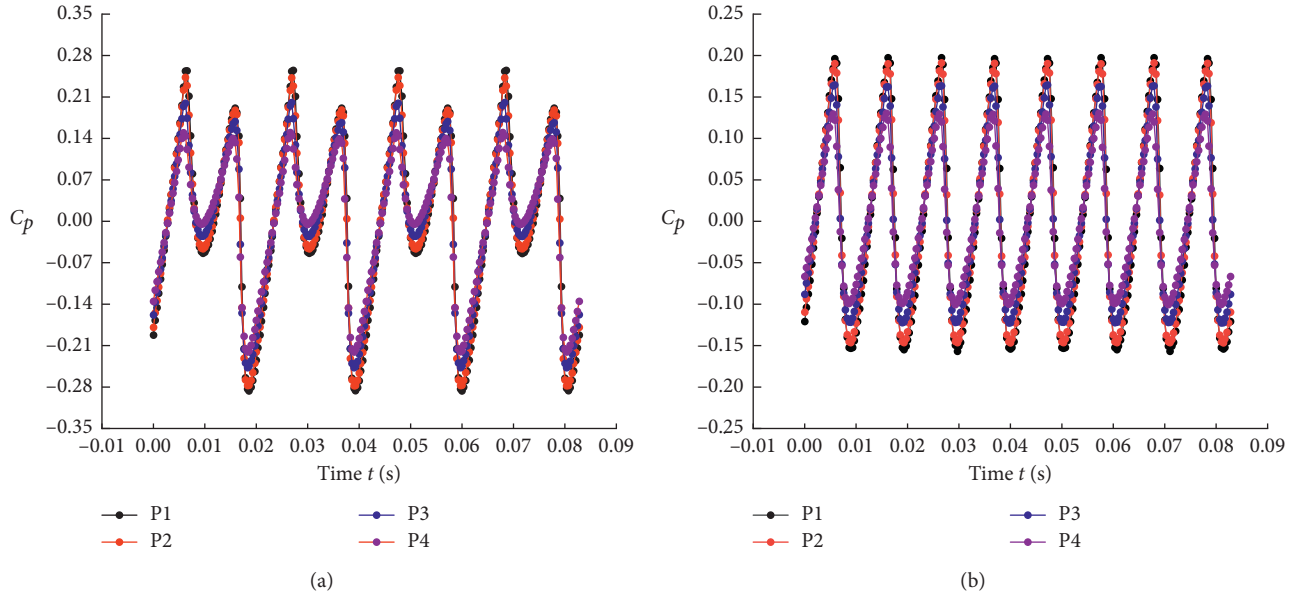 0.35
0.28
0.21
0.14
0.07
0.00
–0.07
–0.14
–0.21
–0.28
–0.35
Cp
–0.01 0.00 0.01 0.02 0.03 0.04 0.05 0.06 0.07 0.08 0.09
Time t (s)
P1 P3
P2 P4
(a)
0.25
0.20
0.15
0.10
0.05
0.00
–0.05
–0.10
–0.15
–0.20
–0.25
Cp
–0.01 0.00 0.01 0.02 0.03 0.04 0.05 0.06 0.07 0.08 0.09
Time t (s)
P1 P3
P2 P4
(b)